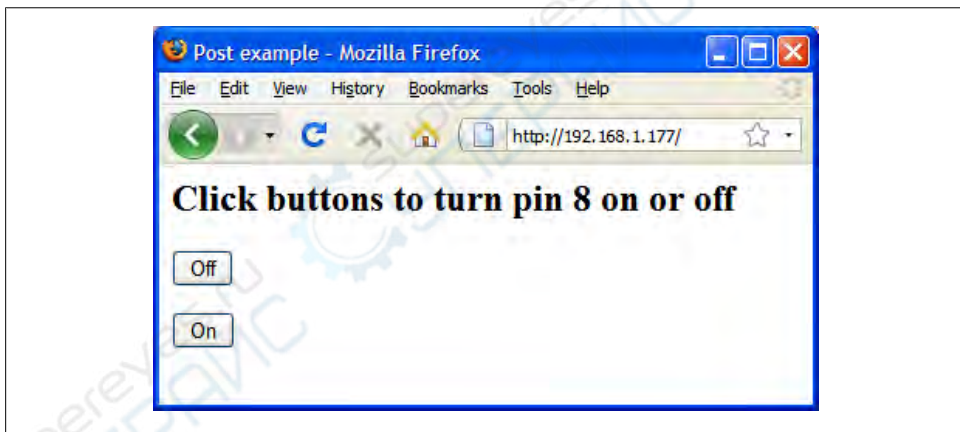 Post example - Mozilla Firefox
File Edit View History Bookmarks Tools Help
http://192.168.1.177/
Click buttons to turn pin 8 on or off
Off
On